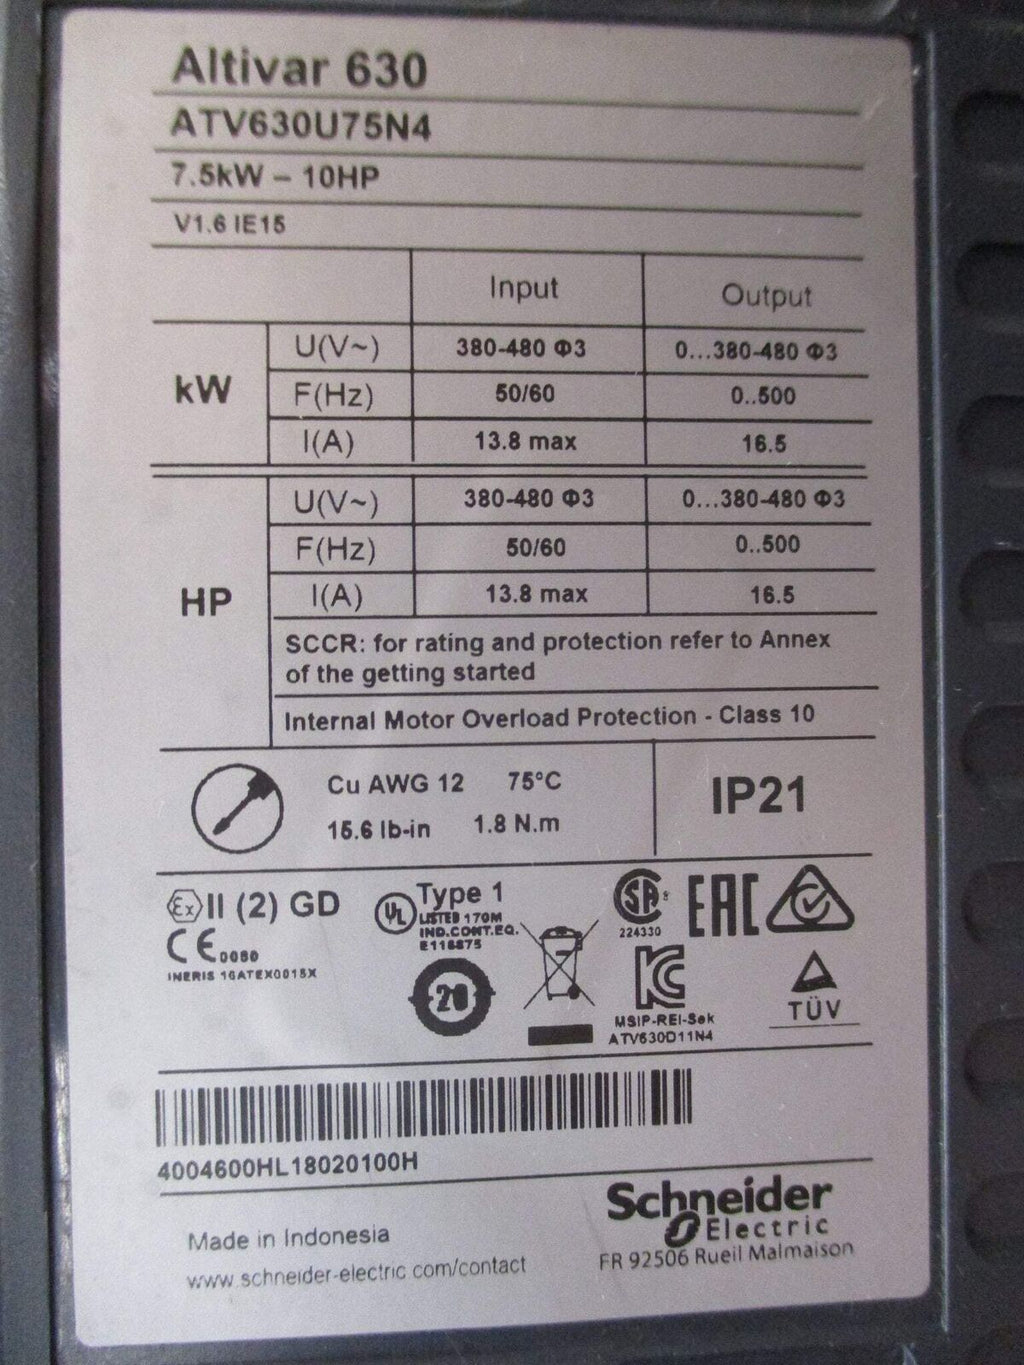 Altivar 630
ATV630U75N4
7.5kW – 10HP
V1.6 IE15
Input Output
kW
U(V~) 380-480 Φ3 0...380-480 Φ3
F(Hz) 50/60 0..500
I(A) 13.8 max 16.5
HP
U(V~) 380-480 Φ3 0...380-480 Φ3
F(Hz) 50/60 0..500
I(A) 13.8 max 16.5
SCCR: for rating and protection refer to Annex
of the getting started
Internal Motor Overload Protection - Class 10
Cu AWG 12 75°C
15.6 lb-in 1.8 N.m
IP21
Ex II (2) GD
CE 0080
INERIS 16ATEX0015X
UL Type 1
LISTED 170M
IND.CONT.EQ.
E116875
20
SA
224330
EAC
KC
MSIP-REI-Sek
ATV630D11N4
TÜV
4004600HL18020100H
Made in Indonesia
www.schneider-electric.com/contact
Schneider
Electric
FR 92506 Rueil Malmaison